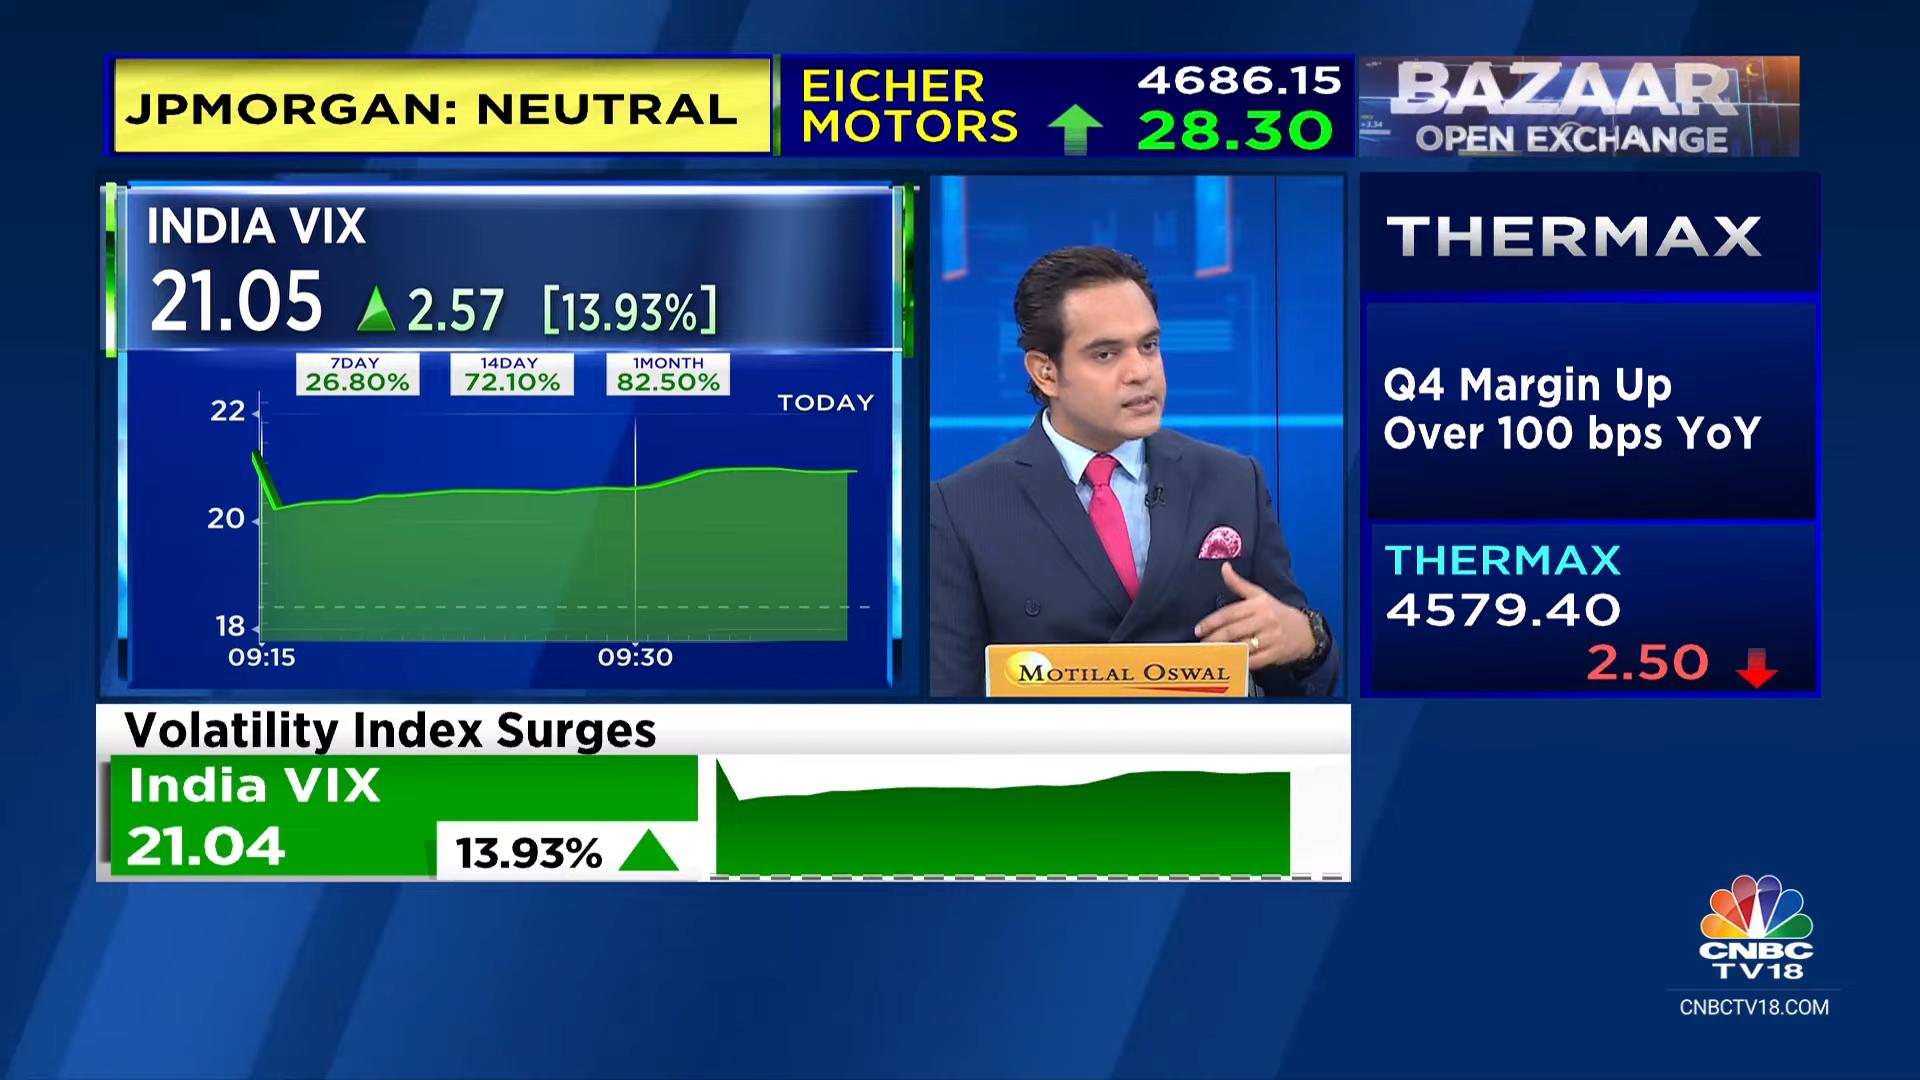 JPMORGAN: NEUTRAL
EICHER
MOTORS
4686.15
28.30
BAZAAR
OPEN EXCHANGE
INDIA VIX
21.05 2.57 [13.93%]
7DAY
26.80%
14DAY
72.10%
1MONTH
82.50%
TODAY
22
20
18
09:15
09:30
MOTILAL OSWAL
THERMAX
Q4 Margin Up
Over 100 bps YoY
THERMAX
4579.40
2.50
Volatility Index Surges
India VIX
21.04
13.93%
CNBC
TV18
CNBCTV18.COM